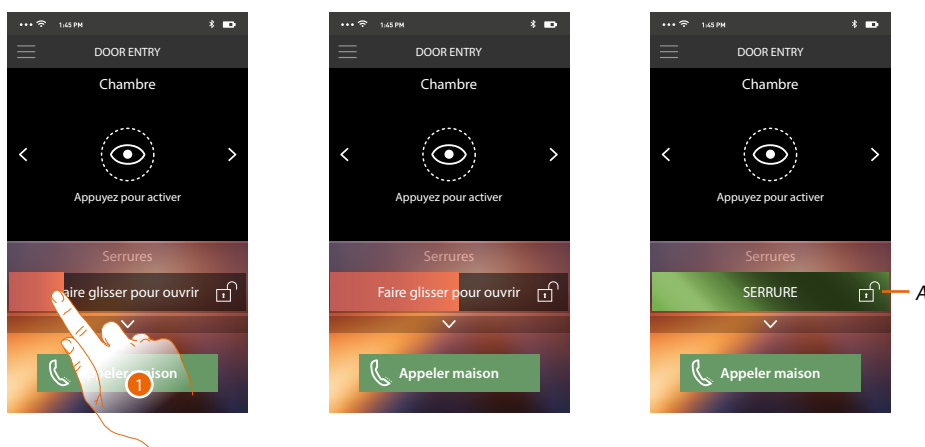 1:45 PM
DOOR ENTRY
Chambre
Appuyez pour activer
Serrures
aire glisser pour ouvrir
peler maison
1
1:45 PM
DOOR ENTRY
Chambre
Appuyez pour activer
Serrures
Faire glisser pour ouvrir
Appeler maison
1:45 PM
DOOR ENTRY
Chambre
Appuyez pour activer
Serrures
SERRURE
A
Appeler maison